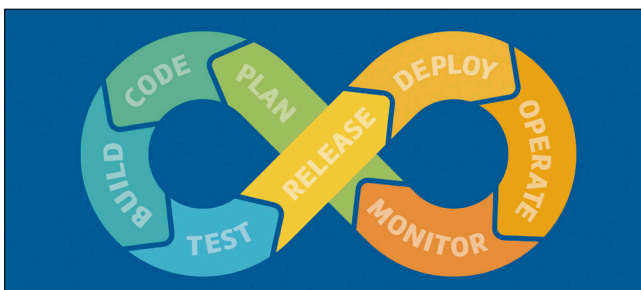 CODE
PLAN
DEPLOY
OPERATE
BUILD
RELEASE
TEST
MONITOR